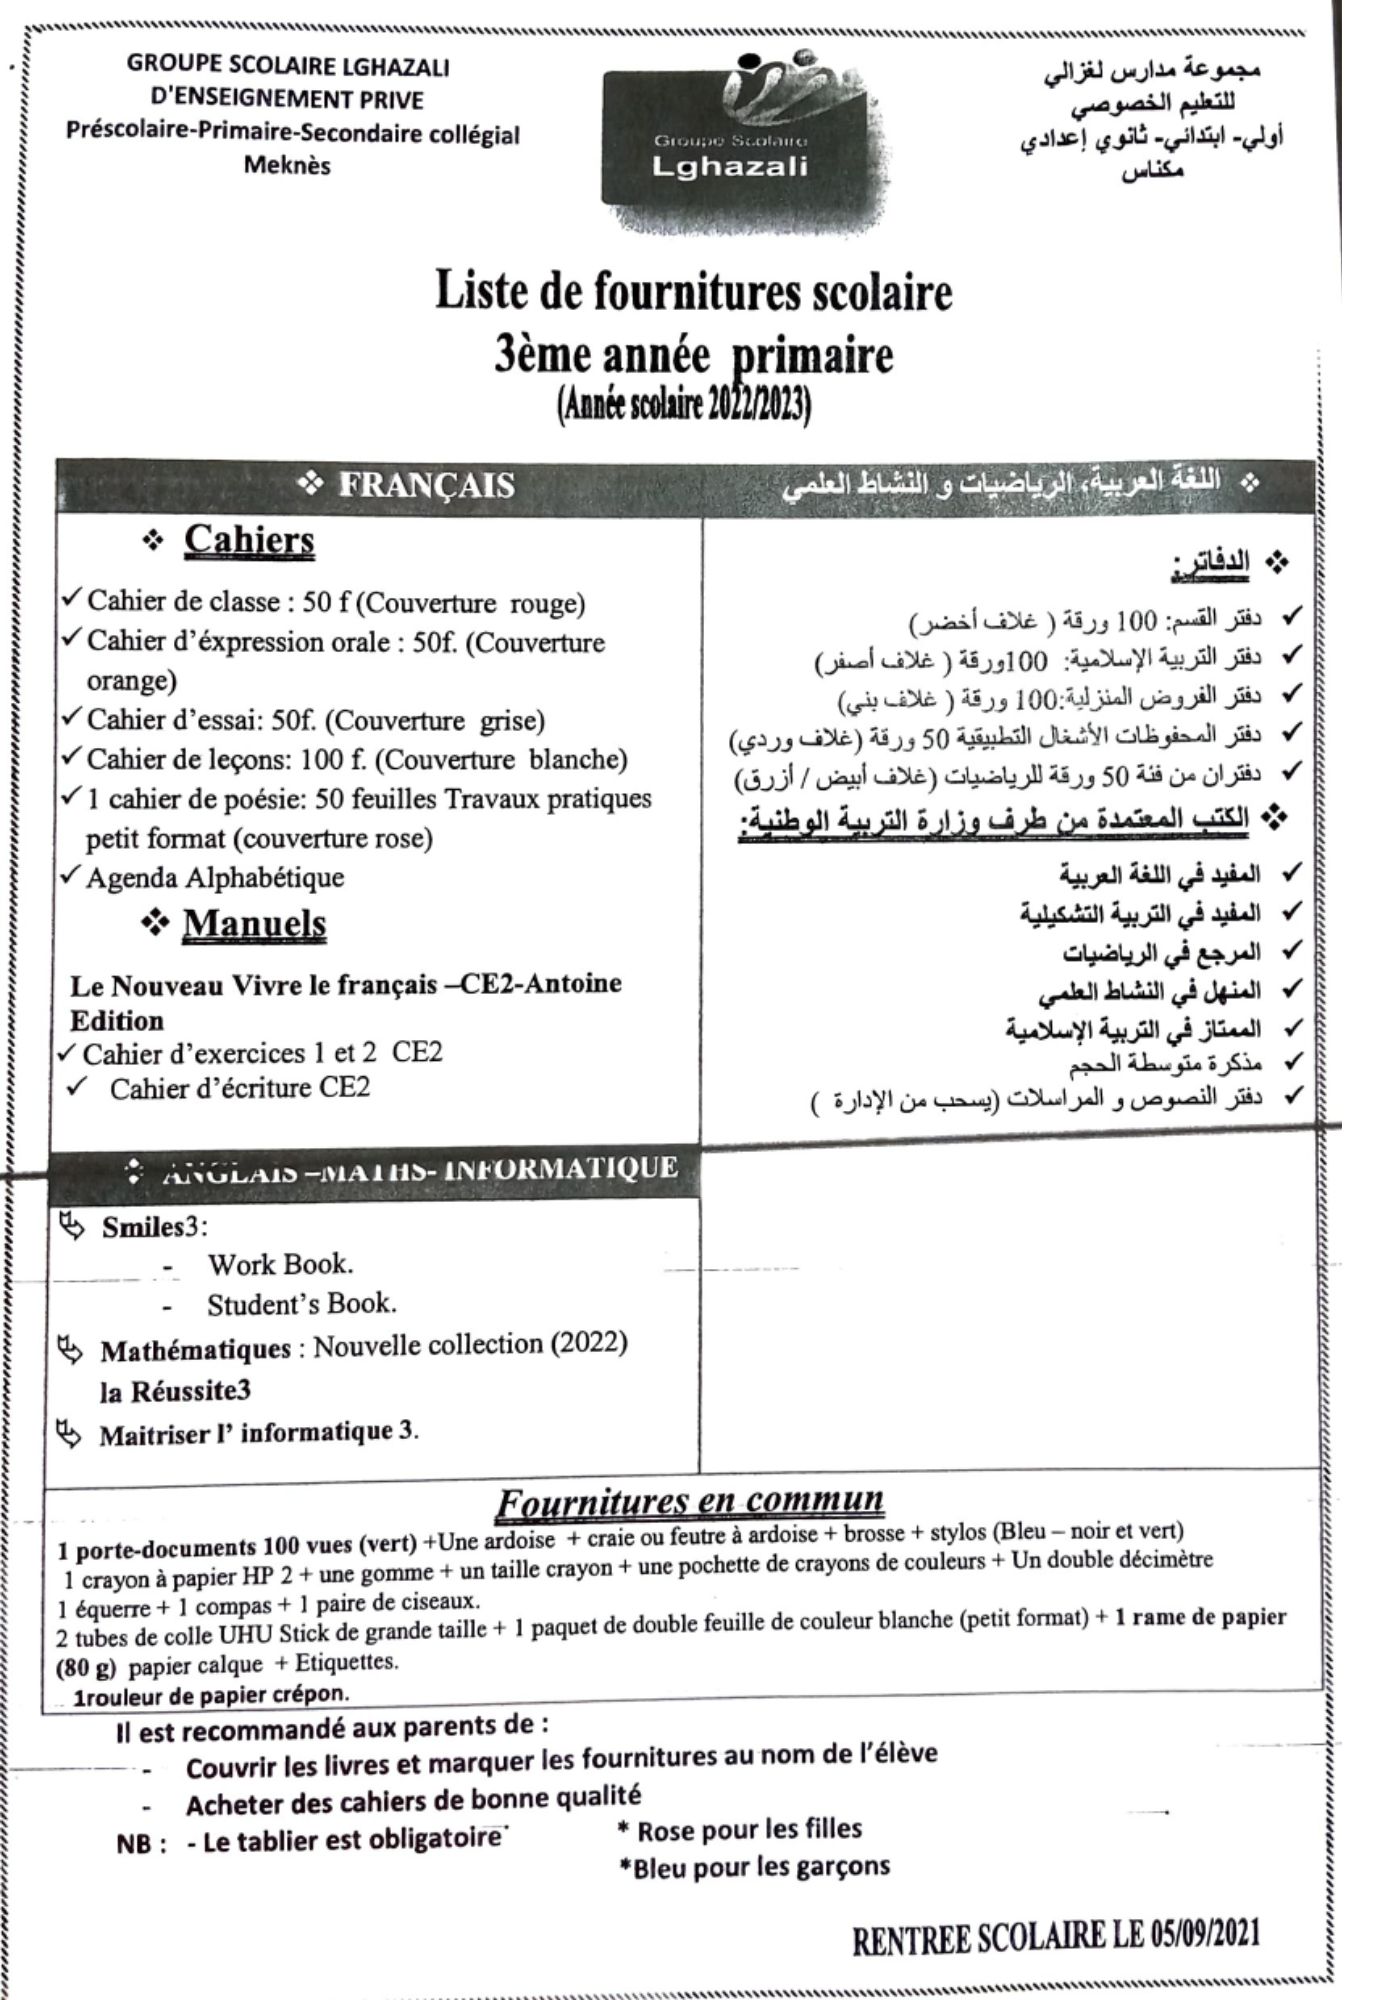 GROUPE SCOLAIRE LGHAZALI
D'ENSEIGNEMENT PRIVE
Préscolaire-Primaire-Secondaire collégial
Meknès
Groupe Scolaire
Lghazali
مجموعة مدارس لغزالي
للتعليم الخصوصي
أولي- ابتدائي- ثانوي إعدادي
مكناس
Liste de fournitures scolaire
3ème année primaire
(Année scolaire 2022/2023)
❖ FRANÇAIS
❖ Cahiers
✓ Cahier de classe : 50 f (Couverture rouge)
✓ Cahier d’éxpression orale : 50f. (Couverture
orange)
✓ Cahier d’essai: 50f. (Couverture grise)
✓ Cahier de leçons: 100 f. (Couverture blanche)
✓ 1 cahier de poésie: 50 feuilles Travaux pratiques
petit format (couverture rose)
✓ Agenda Alphabétique
❖ Manuels
Le Nouveau Vivre le français –CE2-Antoine
Edition
✓ Cahier d’exercices 1 et 2 CE2
✓ Cahier d’écriture CE2
❖ اللغة العربية، الرياضيات و النشاط العلمي
❖ الدفاتر:
✓ دفتر القسم: 100 ورقة ( غلاف أخضر)
✓ دفتر التربية الإسلامية: 100ورقة ( غلاف أصفر)
✓ دفتر الفروض المنزلية:100 ورقة ( غلاف بني)
✓ دفتر المحفوظات الأشغال التطبيقية 50 ورقة (غلاف وردي)
✓ دفتران من فئة 50 ورقة للرياضيات (غلاف أبيض / أزرق)
❖ الكتب المعتمدة من طرف وزارة التربية الوطنية:
✓ المفيد في اللغة العربية
✓ المفيد في التربية التشكيلية
✓ المرجع في الرياضيات
✓ المنهل في النشاط العلمي
✓ الممتاز في التربية الإسلامية
✓ مذكرة متوسطة الحجم
✓ دفتر النصوص و المراسلات (يسحب من الإدارة )
❖ ANGLAIS –MATHS- INFORMATIQUE
Smiles3:
- Work Book.
- Student’s Book.
Mathématiques : Nouvelle collection (2022)
la Réussite3
Maitriser l’ informatique 3.
Fournitures en commun
1 porte-documents 100 vues (vert) +Une ardoise + craie ou feutre à ardoise + brosse + stylos (Bleu – noir et vert)
1 crayon à papier HP 2 + une gomme + un taille crayon + une pochette de crayons de couleurs + Un double décimètre
1 équerre + 1 compas + 1 paire de ciseaux.
2 tubes de colle UHU Stick de grande taille + 1 paquet de double feuille de couleur blanche (petit format) + 1 rame de papier
(80 g) papier calque + Etiquettes.
1rouleur de papier crépon.
Il est recommandé aux parents de :
- Couvrir les livres et marquer les fournitures au nom de l’élève
- Acheter des cahiers de bonne qualité
NB : - Le tablier est obligatoire * Rose pour les filles
*Bleu pour les garçons
RENTREE SCOLAIRE LE 05/09/2021